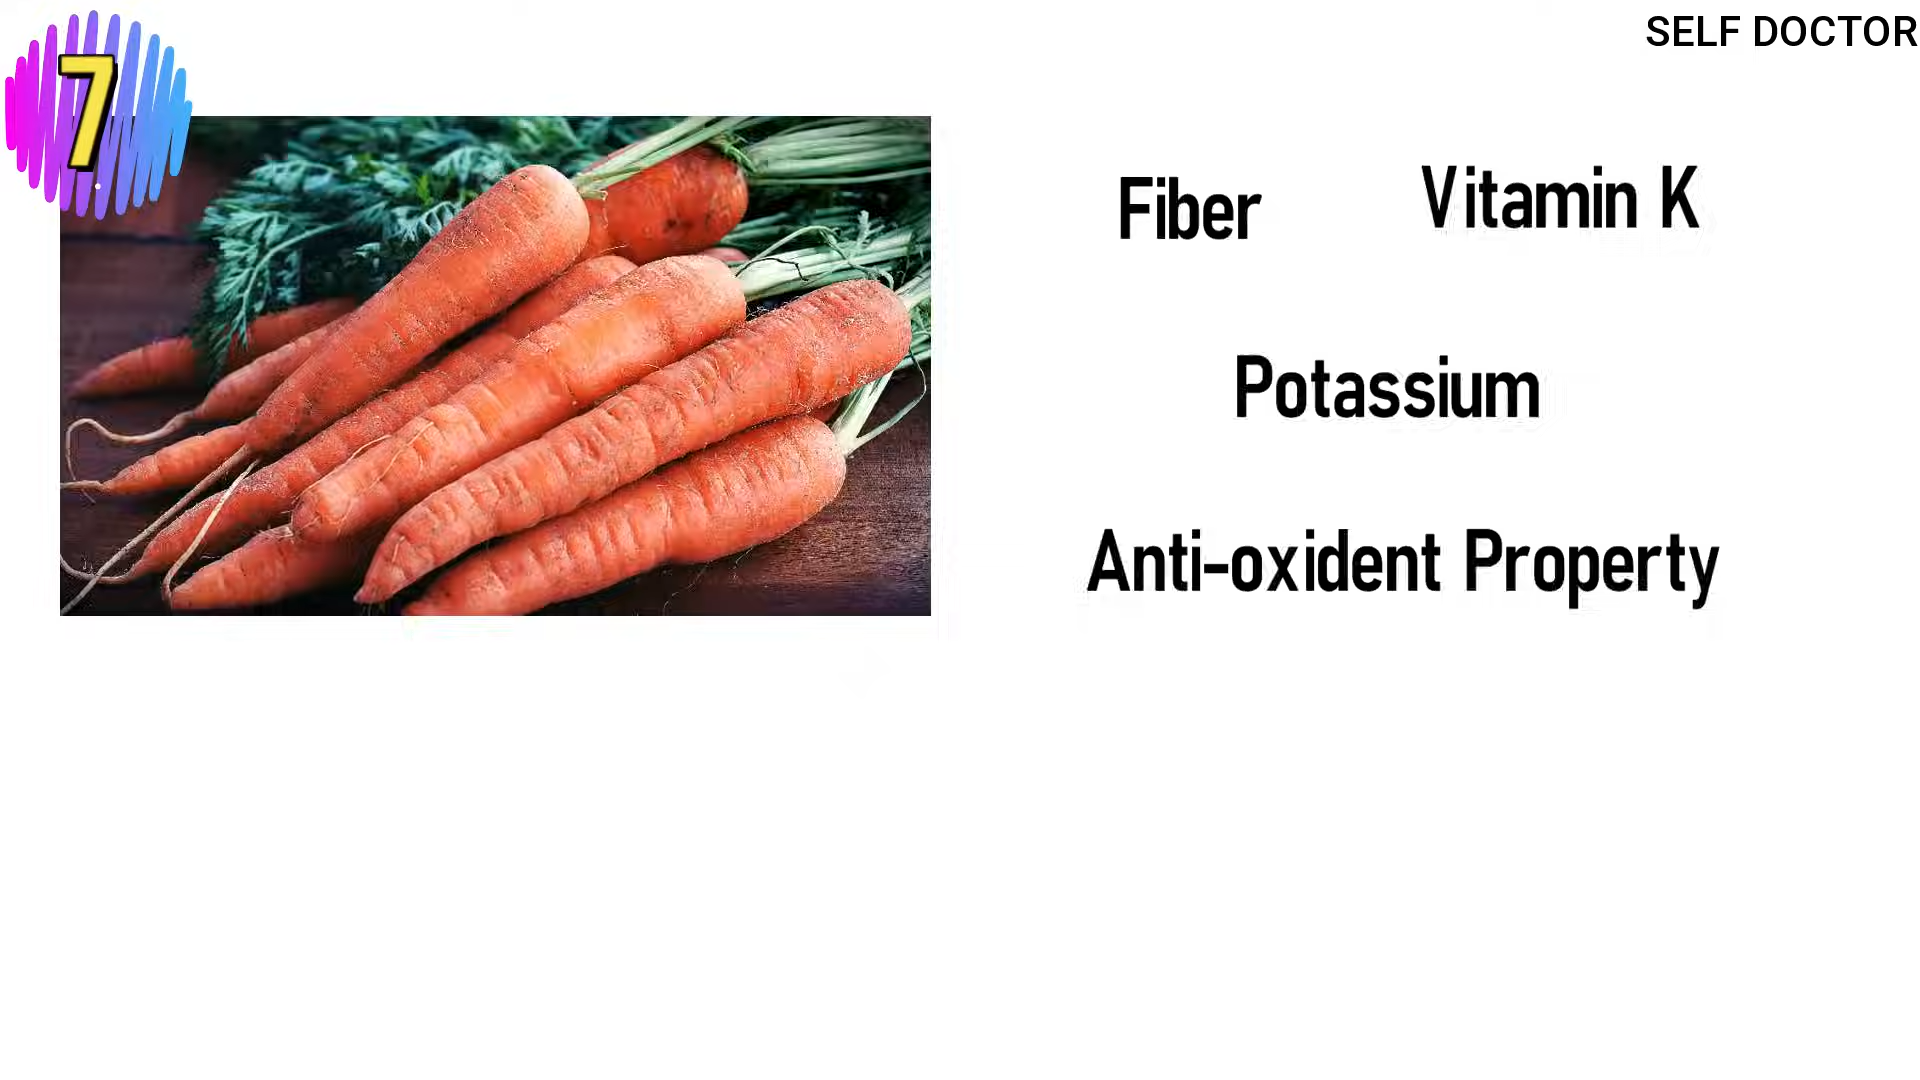 7
SELF DOCTOR
Fiber
Vitamin K
Potassium
Anti-oxident Property